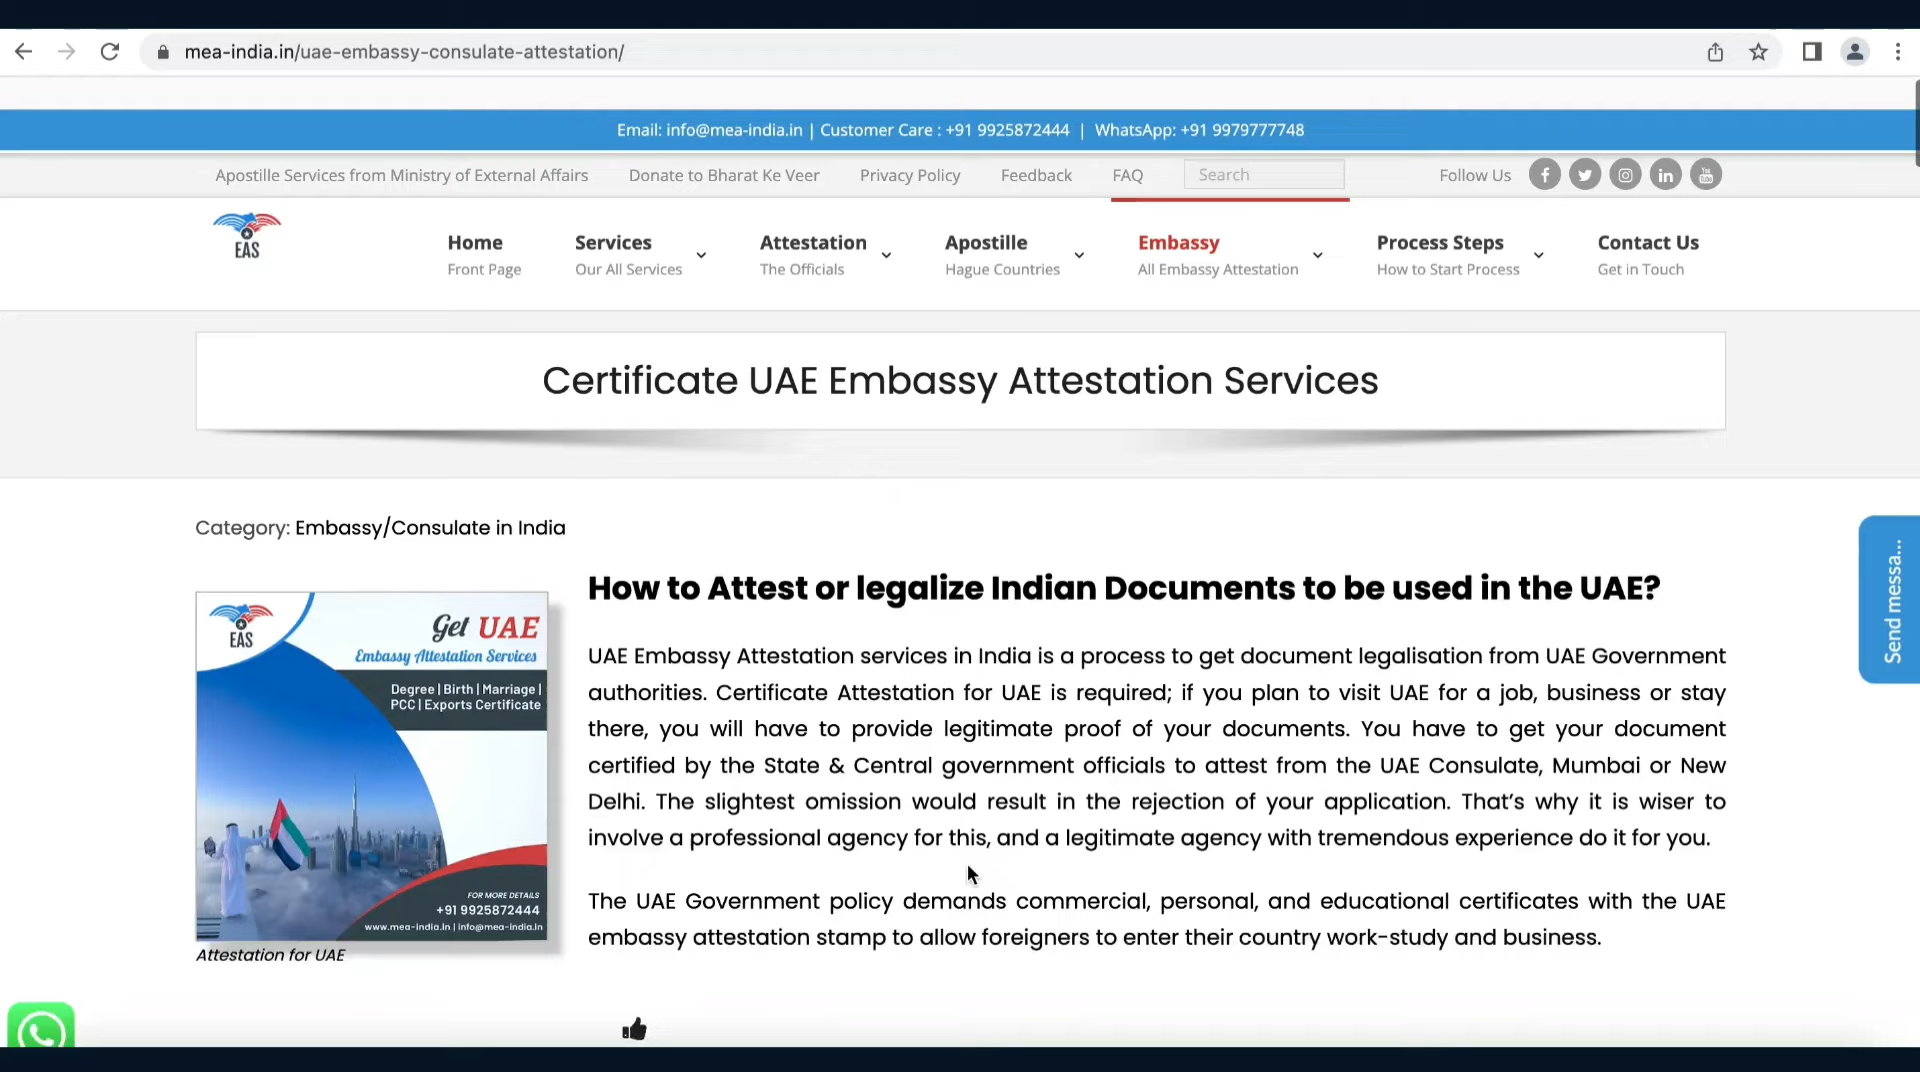 mea-india.in/uae-embassy-consulate-attestation/
Email: info@mea-india.in | Customer Care : +91 9925872444 | WhatsApp: +91 9979777748
Apostille Services from Ministry of External Affairs Donate to Bharat Ke Veer Privacy Policy Feedback FAQ Search Follow Us
EAS
Home Services Attestation Apostille Embassy Process Steps Contact Us
Front Page Our All Services The Officials Hague Countries All Embassy Attestation How to Start Process Get in Touch
Certificate UAE Embassy Attestation Services
Category: Embassy/Consulate in India
EAS
Get UAE
Embassy Attestation Services
Degree | Birth | Marriage |
PCC | Exports Certificate
FOR MORE DETAILS
+91 9925872444
www.mea-india.in | info@mea-india.in
Attestation for UAE
How to Attest or legalize Indian Documents to be used in the UAE?
UAE Embassy Attestation services in India is a process to get document legalisation from UAE Government
authorities. Certificate Attestation for UAE is required; if you plan to visit UAE for a job, business or stay
there, you will have to provide legitimate proof of your documents. You have to get your document
certified by the State & Central government officials to attest from the UAE Consulate, Mumbai or New
Delhi. The slightest omission would result in the rejection of your application. That's why it is wiser to
involve a professional agency for this, and a legitimate agency with tremendous experience do it for you.
The UAE Government policy demands commercial, personal, and educational certificates with the UAE
embassy attestation stamp to allow foreigners to enter their country work-study and business.
Send messa...